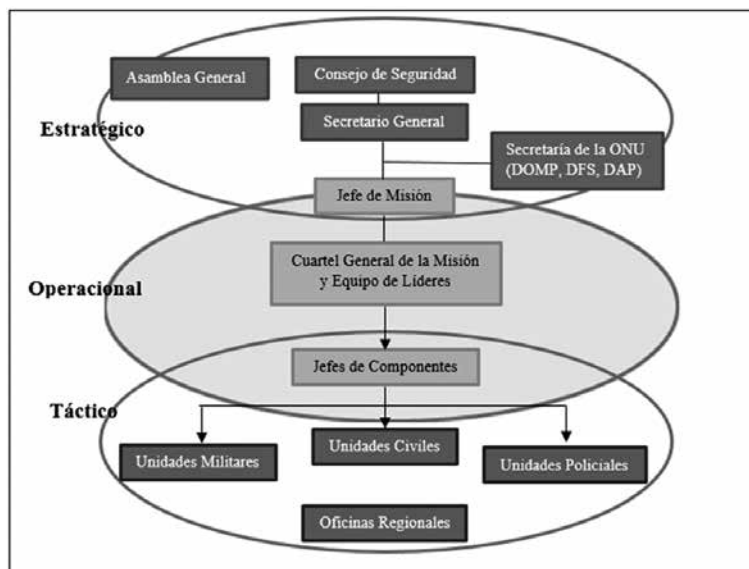 Asamblea General
Consejo de Seguridad
Secretario General
Estratégico
Secretaría de la ONU
(DOMP, DFS, DAP)
Jefe de Misión
Cuartel General de la Misión
y Equipo de Líderes
Operacional
Jefes de Componentes
Táctico
Unidades Militares
Unidades Civiles
Unidades Policiales
Oficinas Regionales